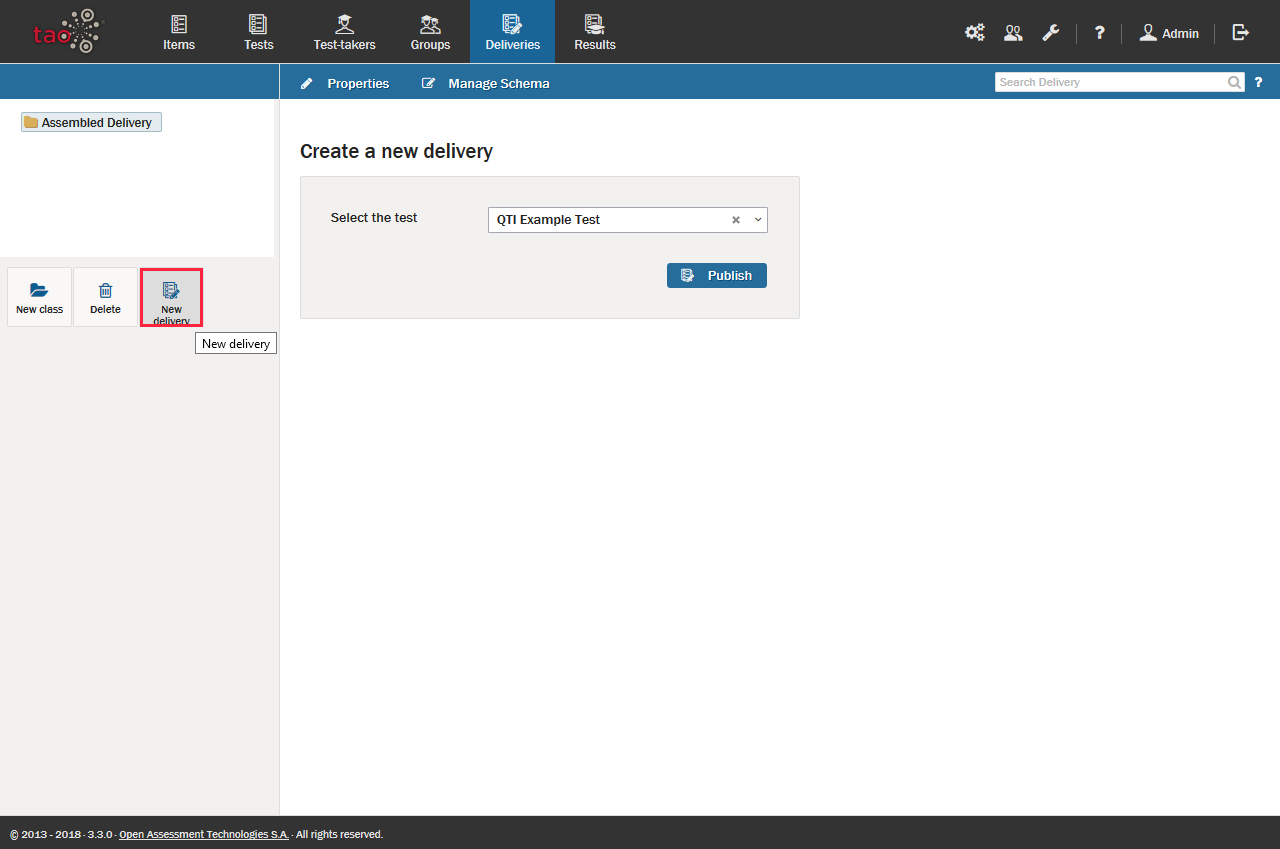 tao
Items
Tests
Test-takers
Groups
Deliveries
Results
?
Admin
Properties
Manage Schema
Search Delivery
?
Assembled Delivery
Create a new delivery
Select the test
QTI Example Test
Publish
New class
Delete
New
delivery
New delivery
© 2013 - 2018 · 3.3.0 · Open Assessment Technologies S.A. · All rights reserved.